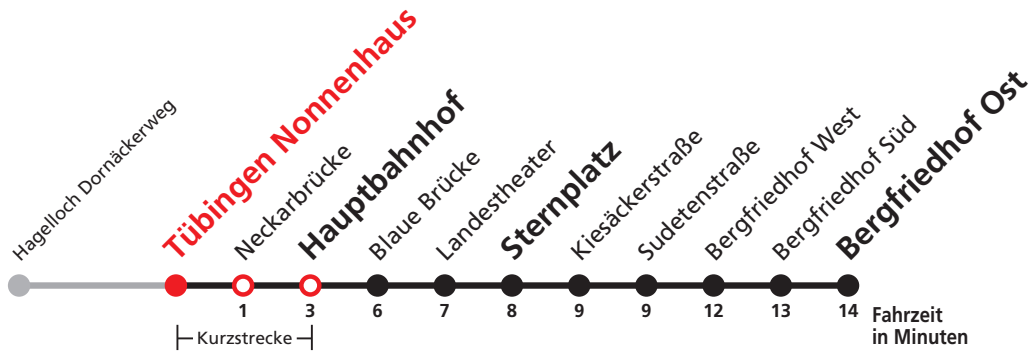 Hagelloch Dornäckerweg
Tübingen Nonnenhaus
Neckarbrücke
Hauptbahnhof
Blaue Brücke
Landestheater
Sternplatz
Kiesäckerstraße
Sudetenstraße
Bergfriedhof West
Bergfriedhof Süd
Bergfriedhof Ost
1 3 6 7 8 9 9 12 13 14
Fahrzeit
in Minuten
Kurzstrecke